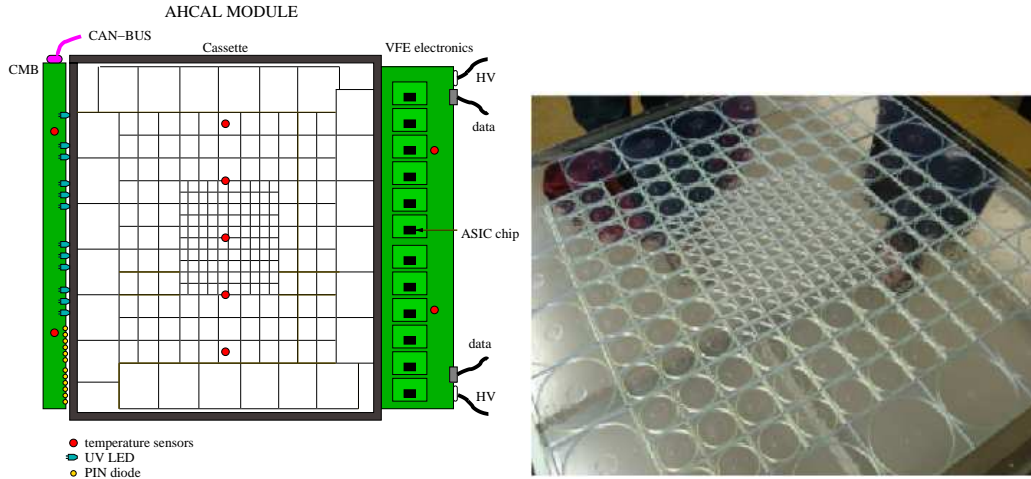 AHCAL MODULE
CAN−BUS
Cassette
VFE electronics
CMB
HV
data
ASIC chip
data
HV
temperature sensors
UV LED
PIN diode